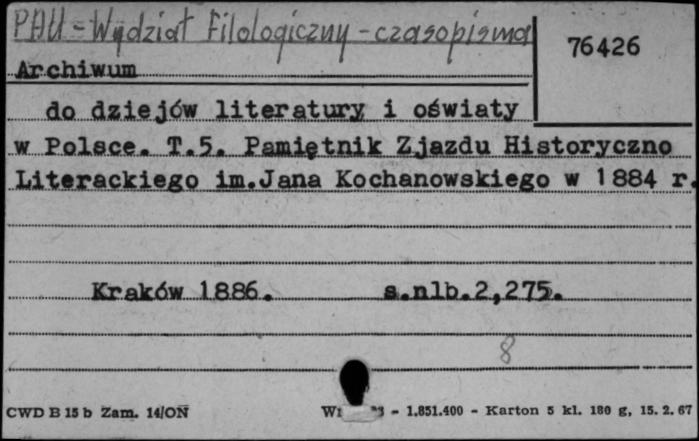 PAU - Wydział Filologiczny - czasopisma
76426
Archiwum
do dziejów literatury i oświaty
w Polsce. T.5. Pamiętnik Zjazdu Historyczno
Literackiego im.Jana Kochanowskiego w 1884 r.
Kraków 1886. s.nlb.2,275.
8
CWD B 15 b Zam. 14/ON - 1.851.400 - Karton 5 kl. 180 g, 15. 2. 67